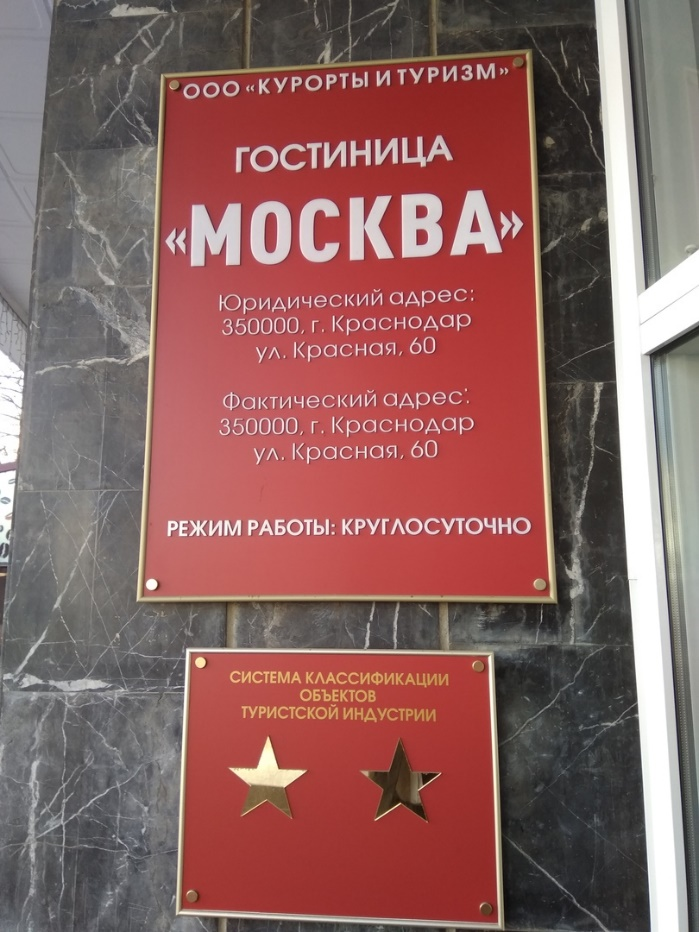 ООО «КУРОРТЫ И ТУРИЗМ»
ГОСТИНИЦА
«МОСКВА»
Юридический адрес:
350000, г. Краснодар
ул. Красная, 60
Фактический адрес:
350000, г. Краснодар
ул. Красная, 60
РЕЖИМ РАБОТЫ: КРУГЛОСУТОЧНО
СИСТЕМА КЛАССИФИКАЦИИ
ОБЪЕКТОВ
ТУРИСТСКОЙ ИНДУСТРИИ